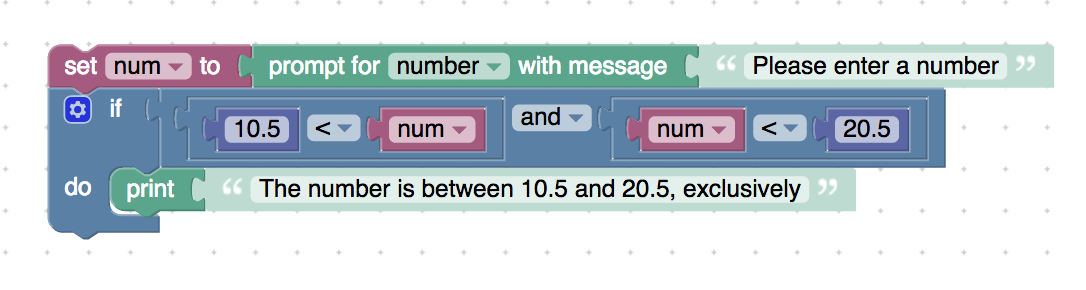 set num to prompt for number with message “ Please enter a number ”
if 10.5 < num and num < 20.5
do print “ The number is between 10.5 and 20.5, exclusively ”